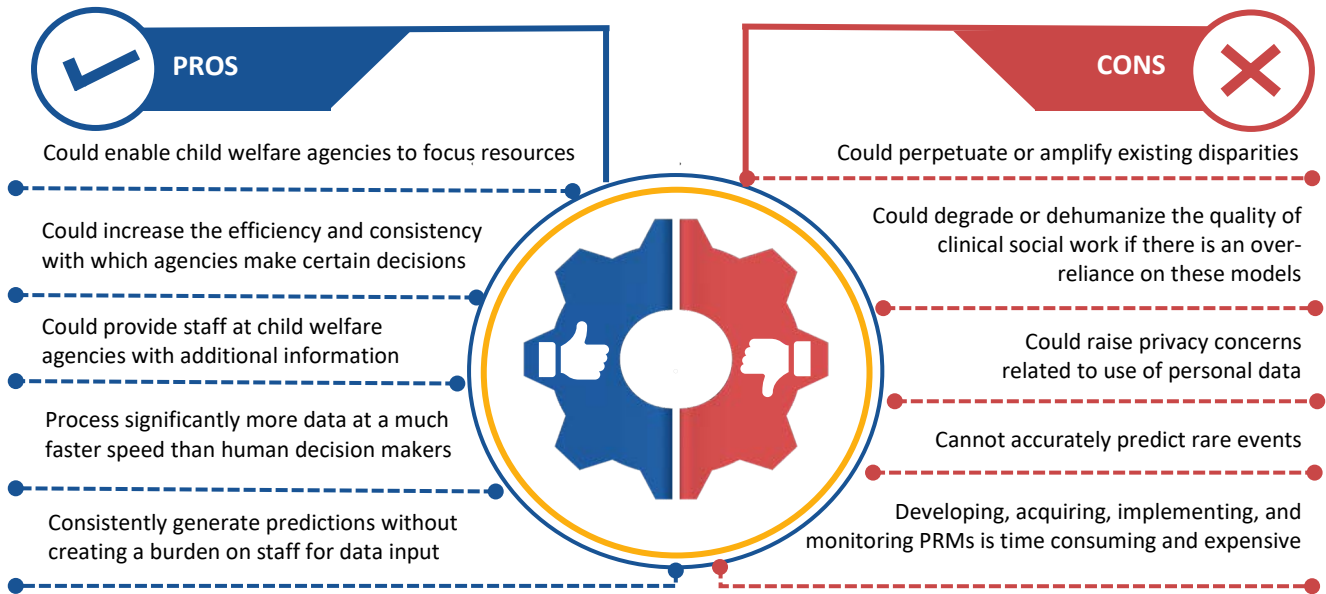 PROS
Could enable child welfare agencies to focus resources
Could increase the efficiency and consistency
with which agencies make certain decisions
Could provide staff at child welfare
agencies with additional information
Process significantly more data at a much
faster speed than human decision makers
Consistently generate predictions without
creating a burden on staff for data input
CONS
Could perpetuate or amplify existing disparities
Could degrade or dehumanize the quality of
clinical social work if there is an over-
reliance on these models
Could raise privacy concerns
related to use of personal data
Cannot accurately predict rare events
Developing, acquiring, implementing, and
monitoring PRMs is time consuming and expensive